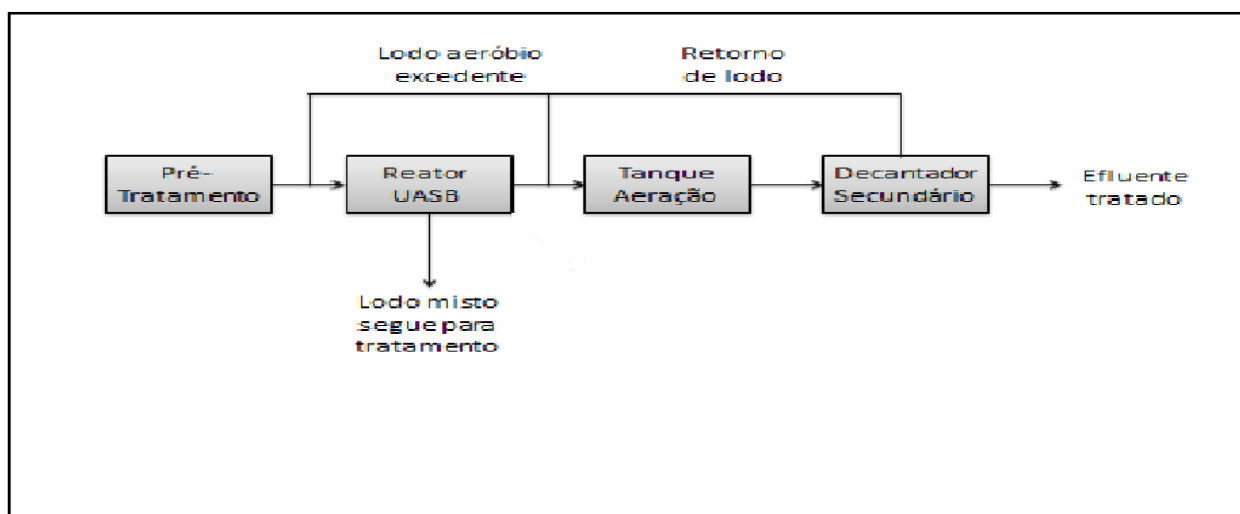 Lodo aeróbio
excedente
Retorno
de lodo
Pré-
Tratamento
Reator
UASB
Tanque
Aeração
Decantador
Secundário
Efluente
tratado
Lodo misto
segue para
tratamento